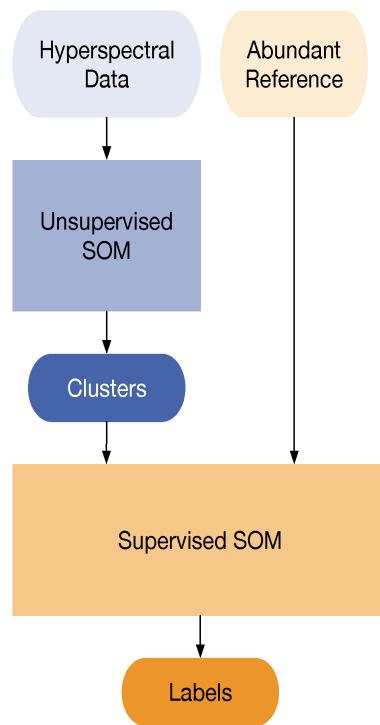 Hyperspectral
Data
Abundant
Reference
Unsupervised
SOM
Clusters
Supervised SOM
Labels